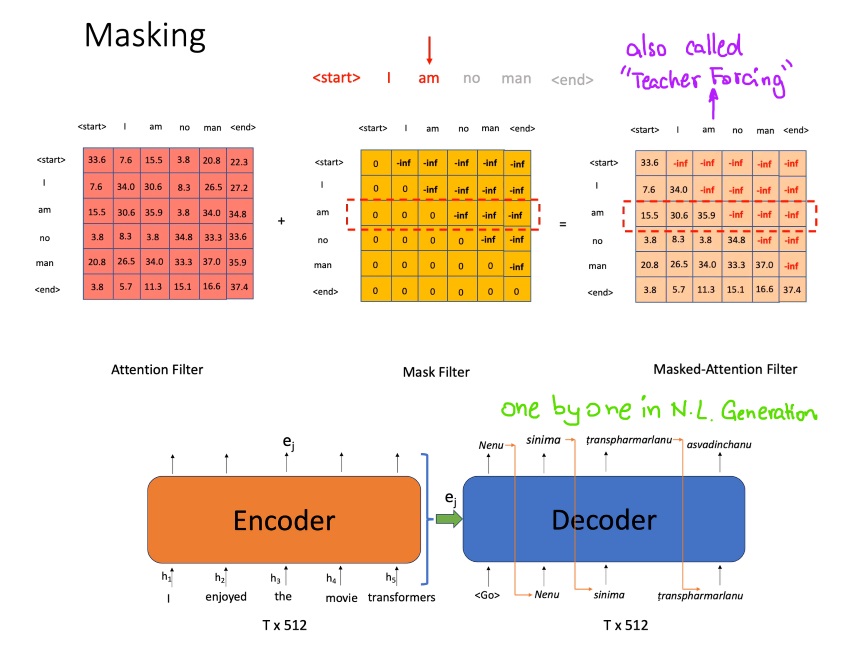 Masking
also called
"Teacher Forcing"
<start> I am no man <end>
<start> I am no man <end>
<start> 33.6 7.6 15.5 3.8 20.8 22.3
I 7.6 34.0 30.6 8.3 26.5 27.2
am 15.5 30.6 35.9 3.8 34.0 34.8
no 3.8 8.3 3.8 34.8 33.3 33.6
man 20.8 26.5 34.0 33.3 37.0 35.9
<end> 3.8 5.7 11.3 15.1 16.6 37.4
Attention Filter
+
<start> I am no man <end>
<start> 0 -inf -inf -inf -inf -inf
I 0 0 -inf -inf -inf -inf
am 0 0 0 -inf -inf -inf
no 0 0 0 0 -inf -inf
man 0 0 0 0 0 -inf
<end> 0 0 0 0 0 0
Mask Filter
=
<start> I am no man <end>
<start> 33.6 -inf -inf -inf -inf -inf
I 7.6 34.0 -inf -inf -inf -inf
am 15.5 30.6 35.9 -inf -inf -inf
no 3.8 8.3 3.8 34.8 -inf -inf
man 20.8 26.5 34.0 33.3 37.0 -inf
<end> 3.8 5.7 11.3 15.1 16.6 37.4
Masked-Attention Filter
one by one in N.L. Generation
ej
Encoder
h1 h2 h3 h4 h5
I enjoyed the movie transformers
T x 512
ej
Nenu sinima ṭranspharmarlanu asvadinchanu
Decoder
<Go> Nenu sinima ṭranspharmarlanu
T x 512